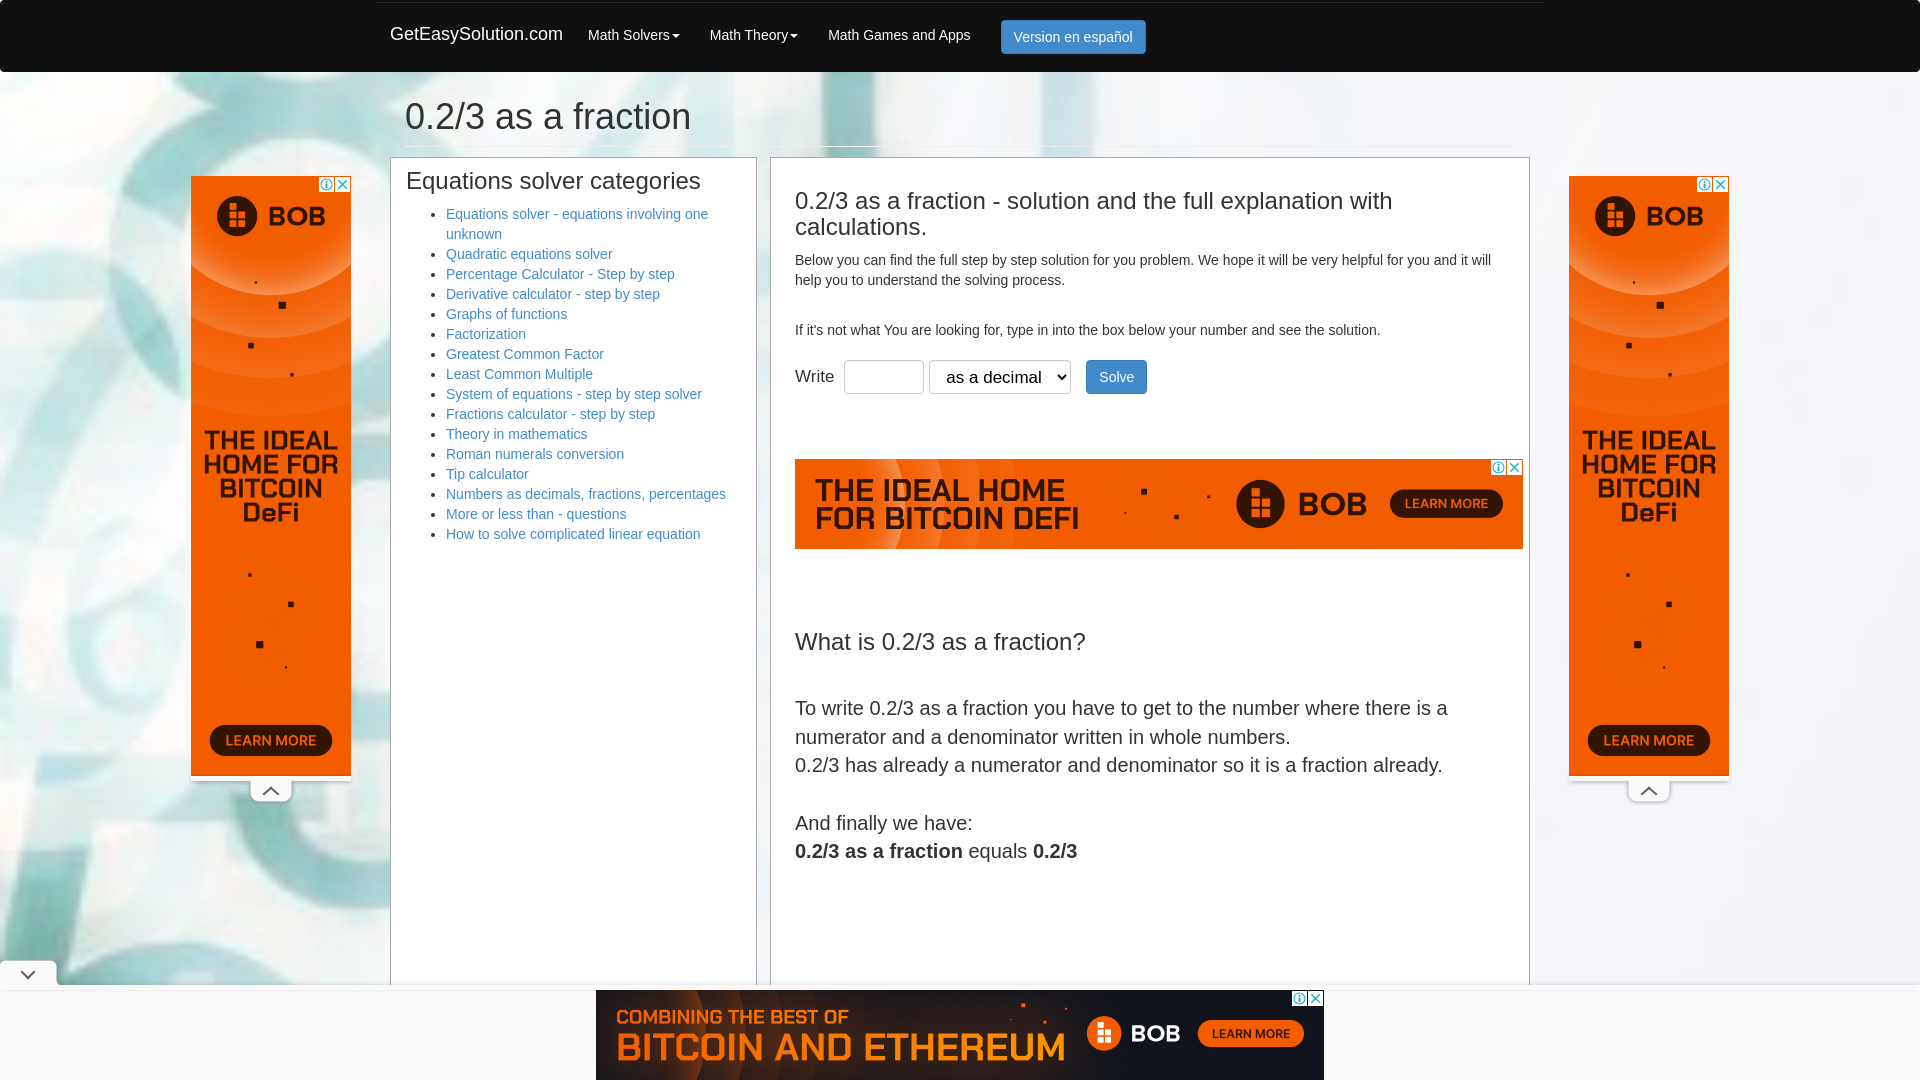 GetEasySolution.com
Math Solvers
Math Theory
Math Games and Apps
Version en español
0.2/3 as a fraction
Equations solver categories
Equations solver - equations involving one
unknown
Quadratic equations solver
Percentage Calculator - Step by step
Derivative calculator - step by step
Graphs of functions
Factorization
Greatest Common Factor
Least Common Multiple
System of equations - step by step solver
Fractions calculator - step by step
Theory in mathematics
Roman numerals conversion
Tip calculator
Numbers as decimals, fractions, percentages
More or less than - questions
How to solve complicated linear equation
0.2/3 as a fraction - solution and the full explanation with
calculations.
Below you can find the full step by step solution for you problem. We hope it will be very helpful for you and it will
help you to understand the solving process.
If it's not what You are looking for, type in into the box below your number and see the solution.
Write
as a decimal
Solve
THE IDEAL HOME
FOR BITCOIN DEFI
BOB
LEARN MORE
What is 0.2/3 as a fraction?
To write 0.2/3 as a fraction you have to get to the number where there is a
numerator and a denominator written in whole numbers.
0.2/3 has already a numerator and denominator so it is a fraction already.
And finally we have:
0.2/3 as a fraction equals 0.2/3
BOB
THE IDEAL
HOME FOR
BITCOIN
DeFi
LEARN MORE
BOB
THE IDEAL
HOME FOR
BITCOIN
DeFi
LEARN MORE
COMBINING THE BEST OF
BITCOIN AND ETHEREUM
BOB
LEARN MORE